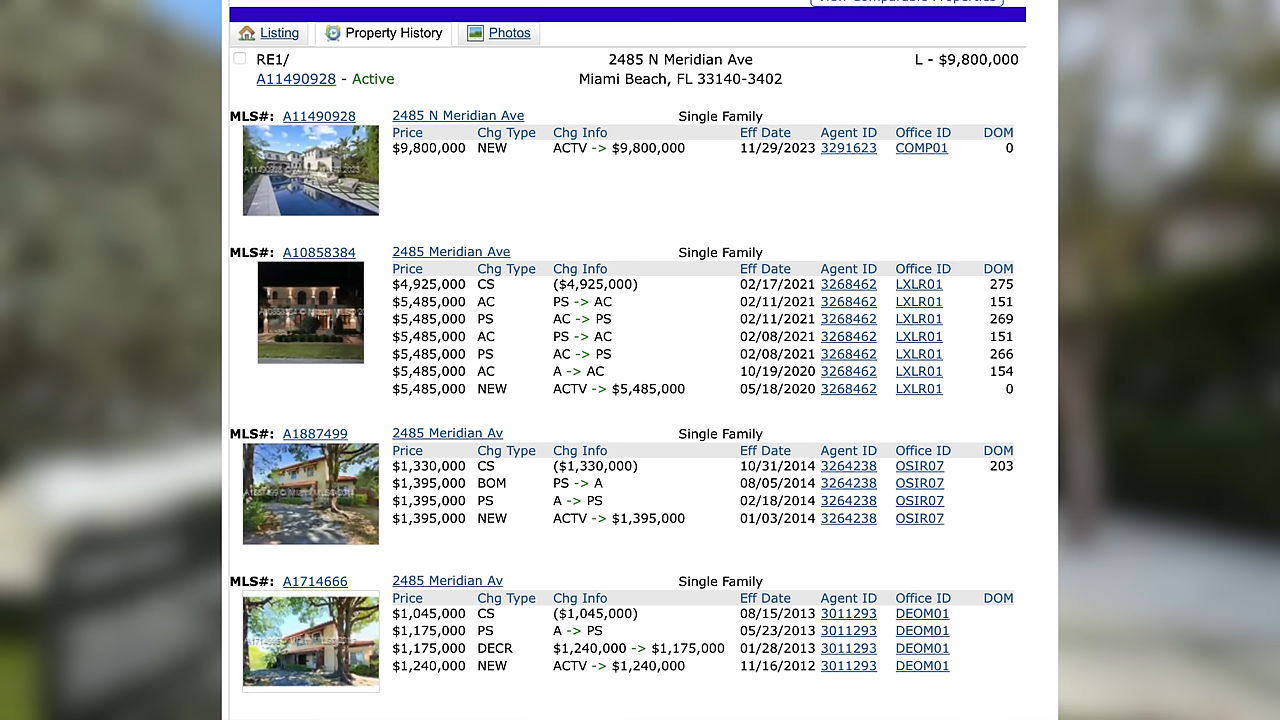 Listing Property History Photos
RE1/ 2485 N Meridian Ave L - $9,800,000
A11490928 - Active Miami Beach, FL 33140-3402
MLS#: A11490928 2485 N Meridian Ave Single Family
Price Chg Type Chg Info Eff Date Agent ID Office ID DOM
$9,800,000 NEW ACTV -> $9,800,000 11/29/2023 3291623 COMP01 0
MLS#: A10858384 2485 Meridian Ave Single Family
Price Chg Type Chg Info Eff Date Agent ID Office ID DOM
$4,925,000 CS ($4,925,000) 02/17/2021 3268462 LXLR01 275
$5,485,000 AC PS -> AC 02/11/2021 3268462 LXLR01 151
$5,485,000 PS AC -> PS 02/11/2021 3268462 LXLR01 269
$5,485,000 AC PS -> AC 02/08/2021 3268462 LXLR01 151
$5,485,000 PS AC -> PS 02/08/2021 3268462 LXLR01 266
$5,485,000 AC A -> AC 10/19/2020 3268462 LXLR01 154
$5,485,000 NEW ACTV -> $5,485,000 05/18/2020 3268462 LXLR01 0
MLS#: A1887499 2485 Meridian Av Single Family
Price Chg Type Chg Info Eff Date Agent ID Office ID DOM
$1,330,000 CS ($1,330,000) 10/31/2014 3264238 OSIR07 203
$1,395,000 BOM PS -> A 08/05/2014 3264238 OSIR07
$1,395,000 PS A -> PS 02/18/2014 3264238 OSIR07
$1,395,000 NEW ACTV -> $1,395,000 01/03/2014 3264238 OSIR07
MLS#: A1714666 2485 Meridian Av Single Family
Price Chg Type Chg Info Eff Date Agent ID Office ID DOM
$1,045,000 CS ($1,045,000) 08/15/2013 3011293 DEOM01
$1,175,000 PS A -> PS 05/23/2013 3011293 DEOM01
$1,175,000 DECR $1,240,000 -> $1,175,000 01/28/2013 3011293 DEOM01
$1,240,000 NEW ACTV -> $1,240,000 11/16/2012 3011293 DEOM01